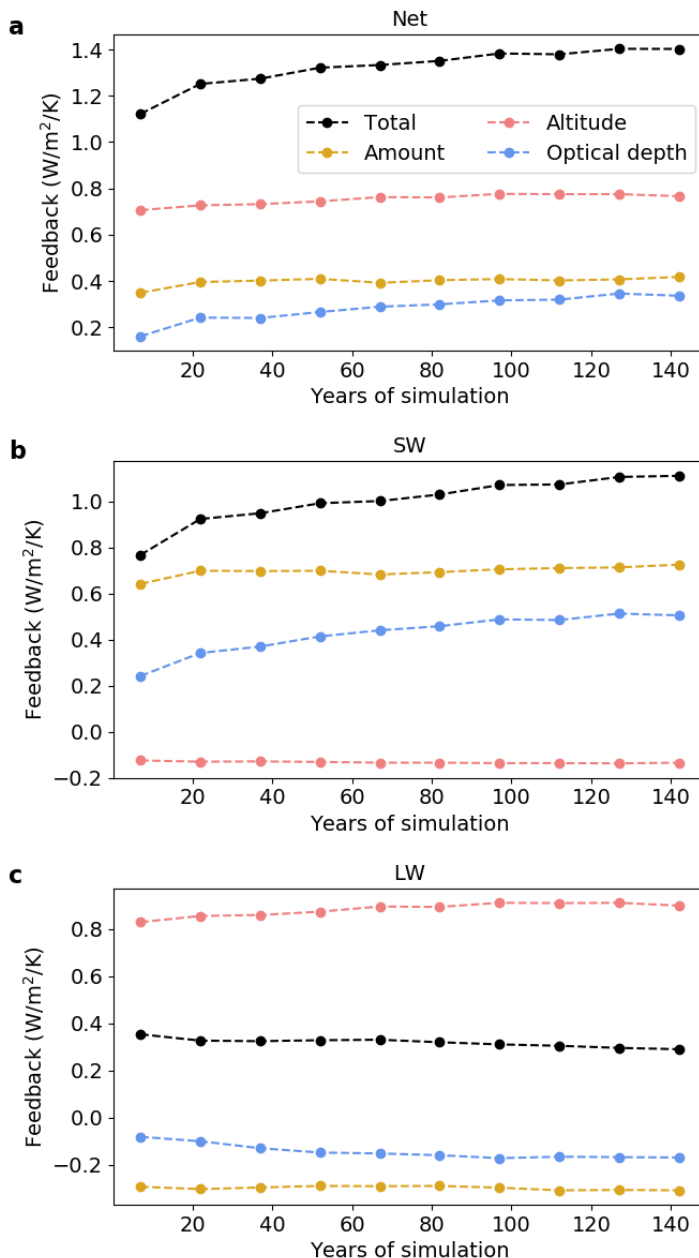 a
Net
1.4
1.2
1.0
0.8
0.6
0.4
0.2
Feedback (W/m²/K)
Total
Amount
Altitude
Optical depth
20 40 60 80 100 120 140
Years of simulation
b
SW
1.0
0.8
0.6
0.4
0.2
0.0
−0.2
Feedback (W/m²/K)
20 40 60 80 100 120 140
Years of simulation
c
LW
0.8
0.6
0.4
0.2
0.0
−0.2
Feedback (W/m²/K)
20 40 60 80 100 120 140
Years of simulation